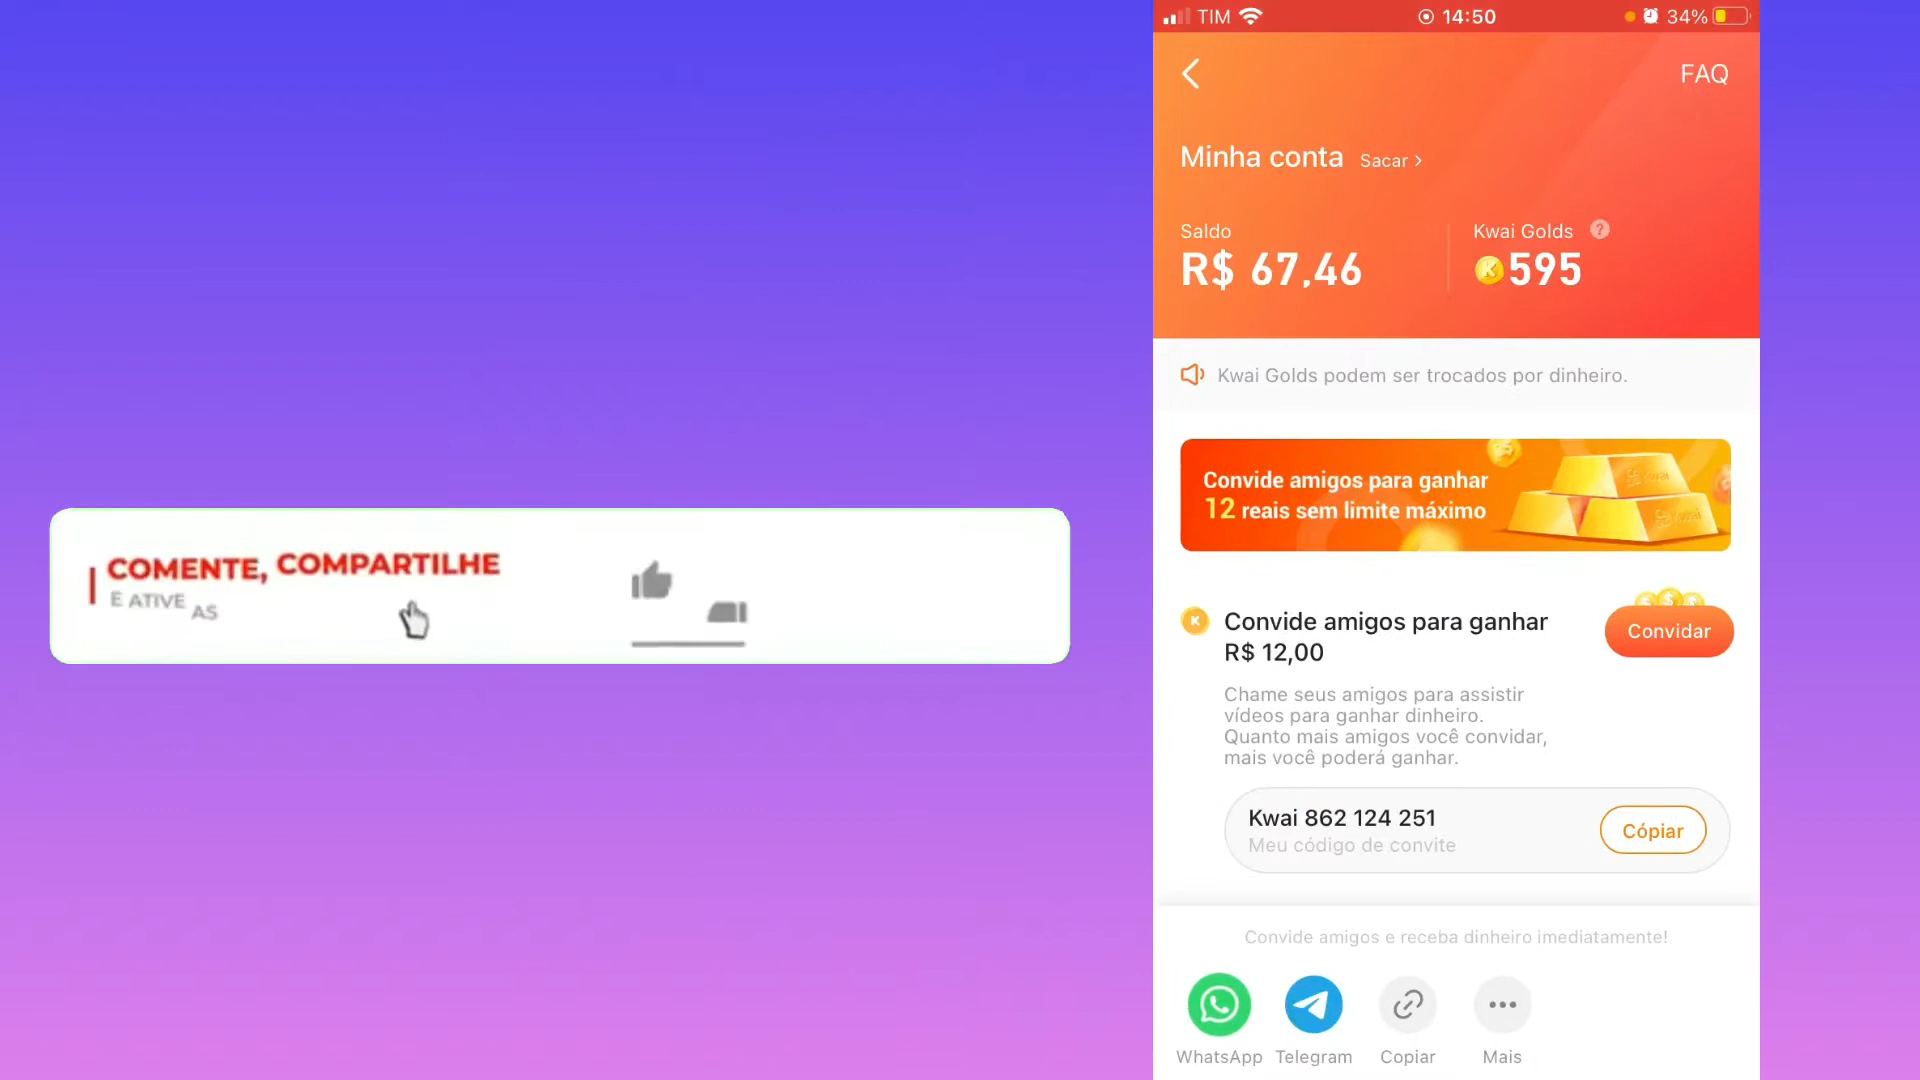 COMENTE, COMPARTILHE
E ATIVE AS
TIM 14:50 34%
FAQ
Minha conta Sacar >
Saldo
R$ 67,46
Kwai Golds ?
K 595
Kwai Golds podem ser trocados por dinheiro.
Convide amigos para ganhar
12 reais sem limite máximo
Convide amigos para ganhar
R$ 12,00
Convidar
Chame seus amigos para assistir
vídeos para ganhar dinheiro.
Quanto mais amigos você convidar,
mais você poderá ganhar.
Kwai 862 124 251
Meu código de convite
Cópiar
Convide amigos e receba dinheiro imediatamente!
WhatsApp Telegram Copiar Mais